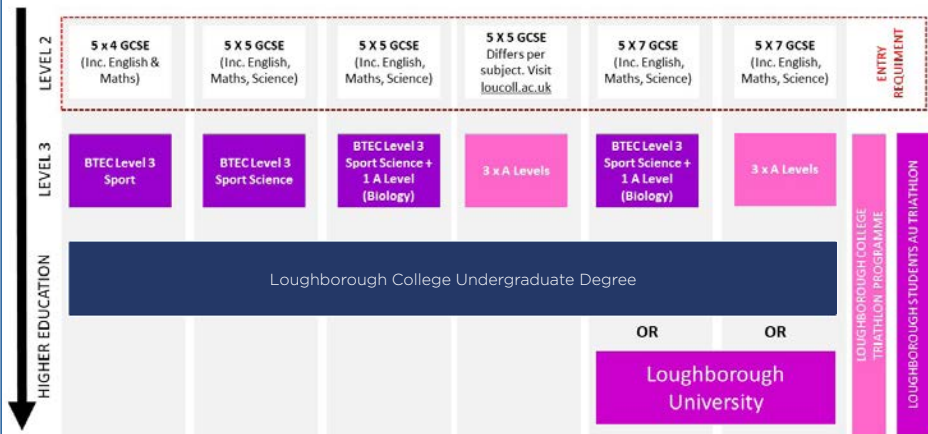 LEVEL 2
5 x 4 GCSE
(Inc. English &
Maths)
5 X 5 GCSE
(Inc. English,
Maths, Science)
5 X 5 GCSE
(Inc. English,
Maths, Science)
5 X 5 GCSE
Differs per
subject. Visit
loucoll.ac.uk
5 X 7 GCSE
(Inc. English,
Maths, Science)
5 X 7 GCSE
(Inc. English,
Maths, Science)
ENTRY
REQUIMENT
LEVEL 3
BTEC Level 3
Sport
BTEC Level 3
Sport Science
BTEC Level 3
Sport Science +
1 A Level
(Biology)
3 x A Levels
BTEC Level 3
Sport Science +
1 A Level
(Biology)
3 x A Levels
LOUGHBOROUGH COLLEGE
TRIATHLON PROGRAMME
LOUGHBOROUGH STUDENTS AU TRIATHLON
HIGHER EDUCATION
Loughborough College Undergraduate Degree
OR
OR
Loughborough
University